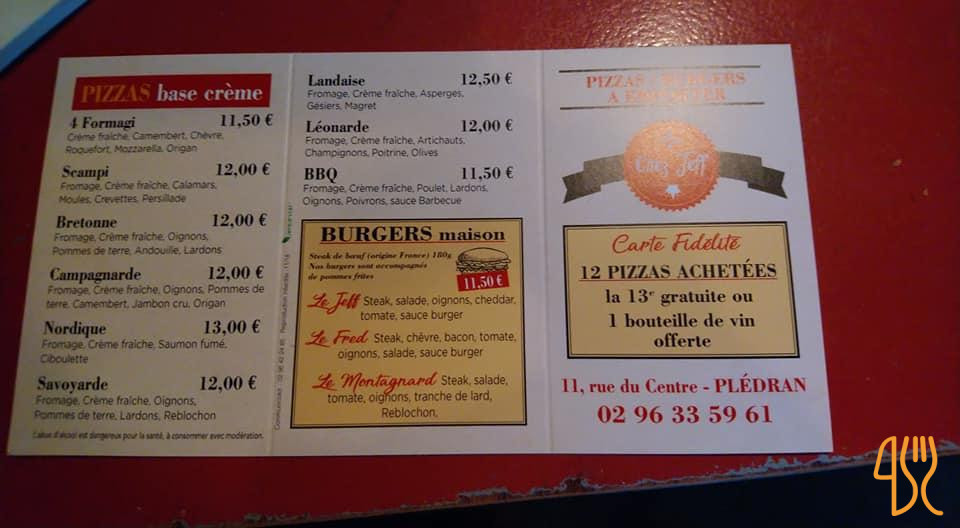 PIZZAS base crème
4 Formagi 11,50 €
Crème fraîche, Camembert, Chèvre,
Roquefort, Mozzarella, Origan
Scampi 12,00 €
Fromage, Crème fraîche, Calamars,
Moules, Crevettes, Persillade
Bretonne 12,00 €
Fromage, Crème fraîche, Oignons,
Pommes de terre, Andouille, Lardons
Campagnarde 12,00 €
Fromage, Crème fraîche, Oignons, Pommes de
terre, Camembert, Jambon cru, Origan
Nordique 13,00 €
Fromage, Crème fraîche, Saumon fumé,
Ciboulette
Savoyarde 12,00 €
Fromage, Crème fraîche, Oignons,
Pommes de terre, Lardons, Reblochon
L'abus d'alcool est dangereux pour la santé, à consommer avec modération.
Landaise 12,50 €
Fromage, Crème fraîche, Asperges,
Gésiers, Magret
Léonarde 12,00 €
Fromage, Crème fraîche, Artichauts,
Champignons, Poitrine, Olives
BBQ 11,50 €
Fromage, Crème fraîche, Poulet, Lardons,
Oignons, Poivrons, sauce Barbecue
BURGERS maison
Steak de bœuf (origine France) 180g
Nos burgers sont accompagnés
de pommes frites
11,50 €
Le Jeff Steak, salade, oignons, cheddar,
tomate, sauce burger
Le Fred Steak, chèvre, bacon, tomate,
oignons, salade, sauce burger
Le Montagnard Steak, salade,
tomate, oignons, tranche de lard,
Reblochon,
PIZZAS - BURGERS
A EMPORTER
Chez Jeff
Carte Fidélité
12 PIZZAS ACHETÉES
la 13e gratuite ou
1 bouteille de vin
offerte
11, rue du Centre - PLÉDRAN
02 96 33 59 61